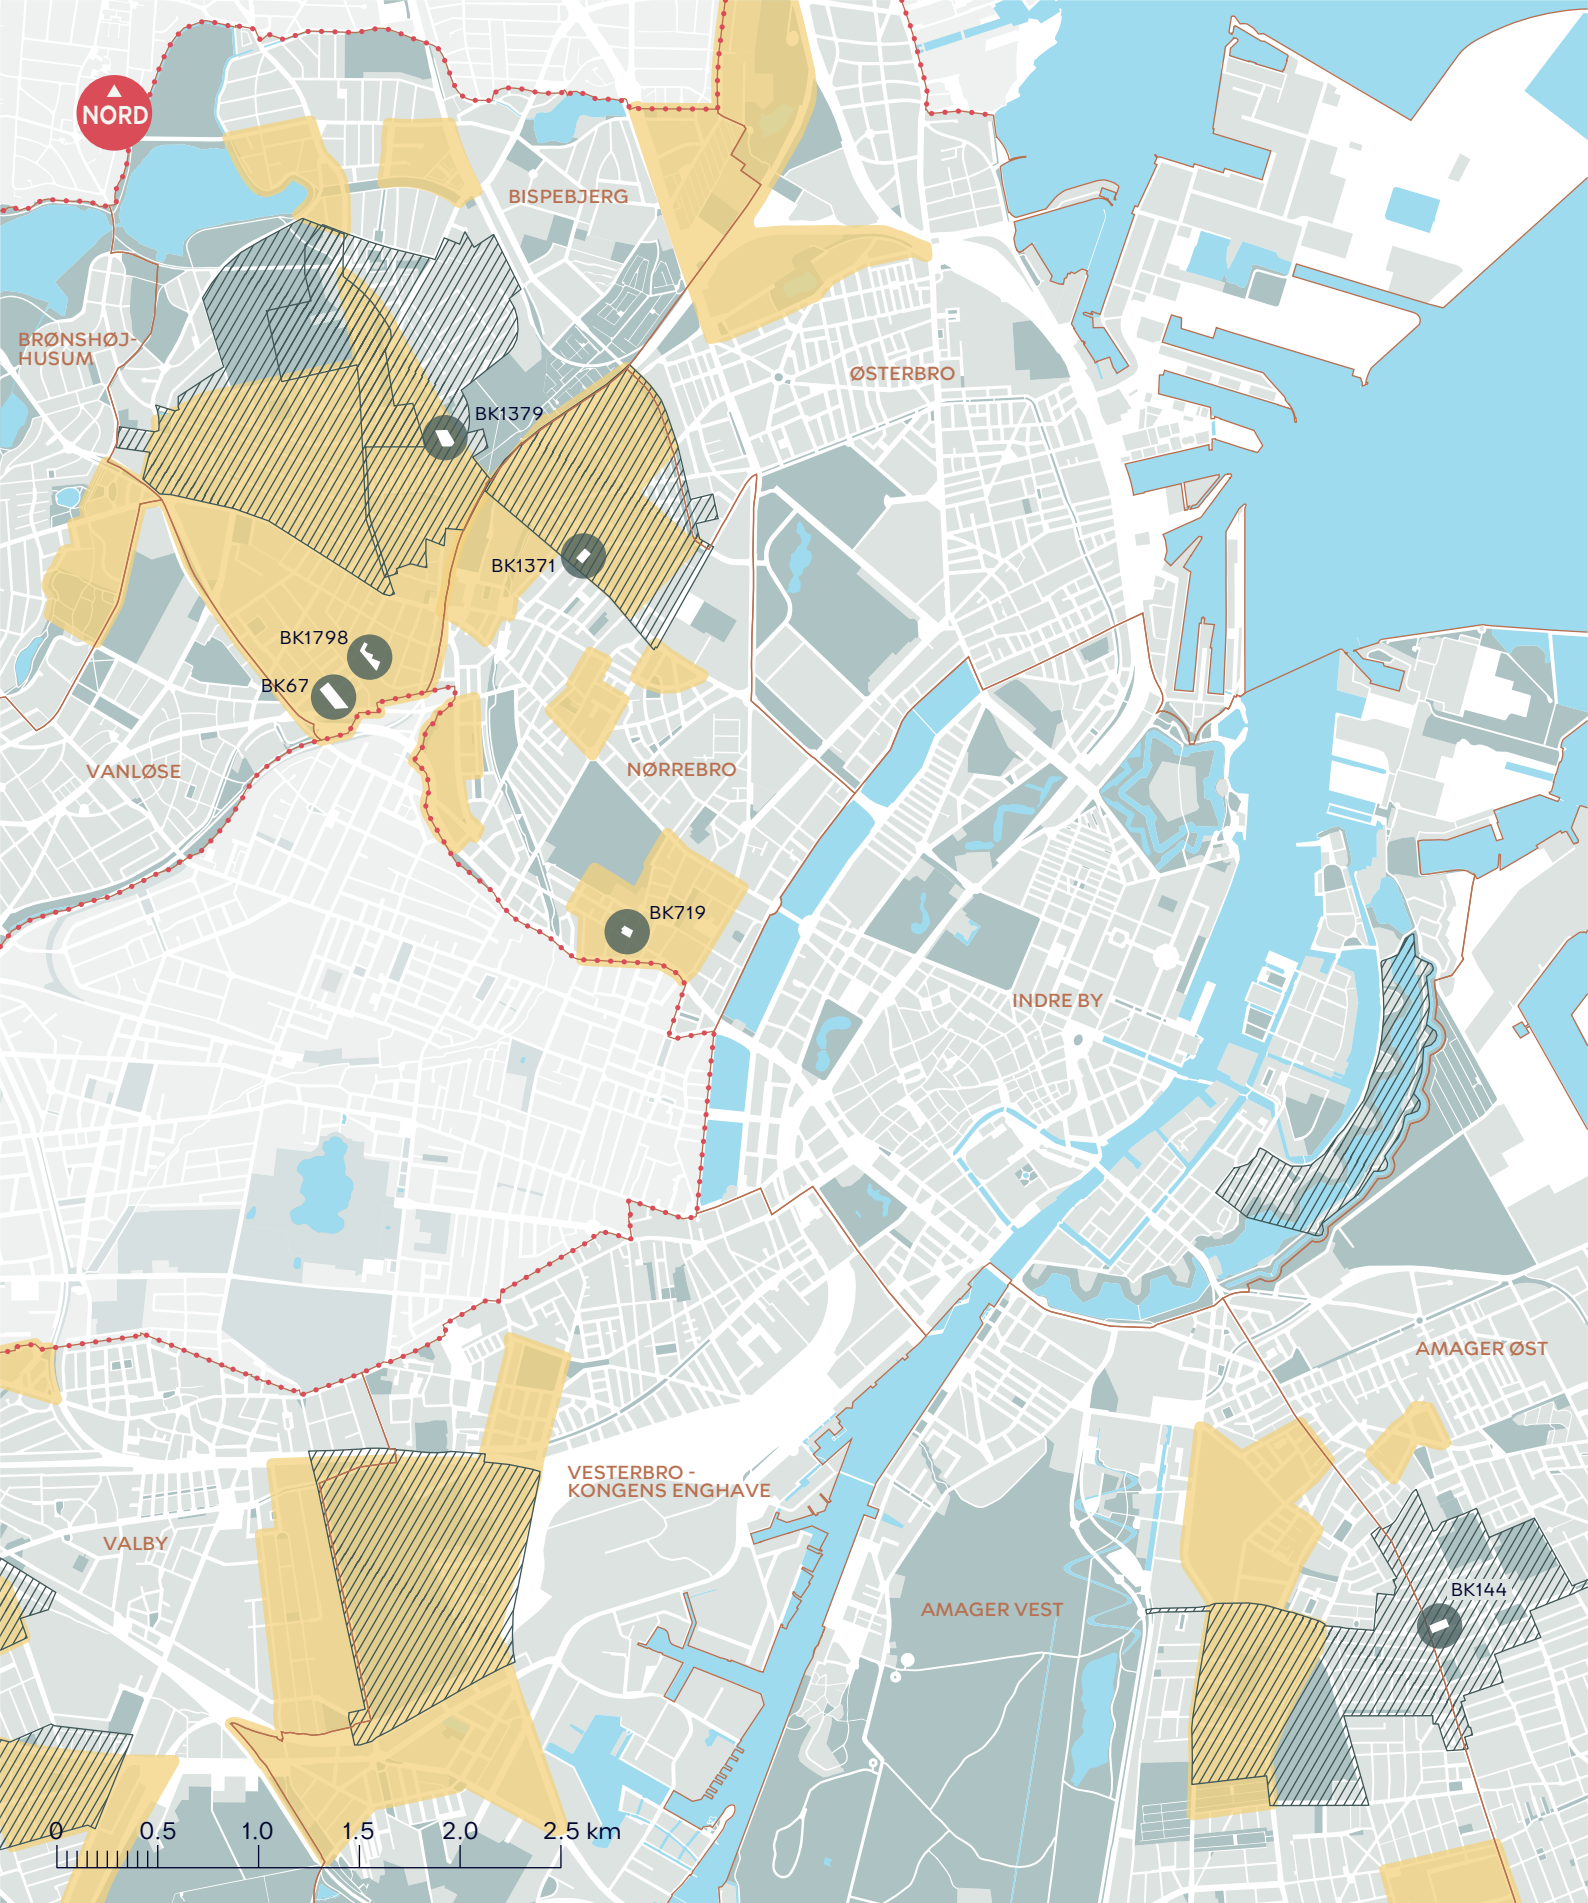 NORD
BISPEBJERG
BRØNSHØJ-
HUSUM
ØSTERBRO
BK1379
BK1371
BK1798
BK67
VANLØSE
NØRREBRO
BK719
INDRE BY
AMAGER ØST
VESTERBRO -
KONGENS ENGHAVE
VALBY
BK144
AMAGER VEST
0 0.5 1.0 1.5 2.0 2.5 km